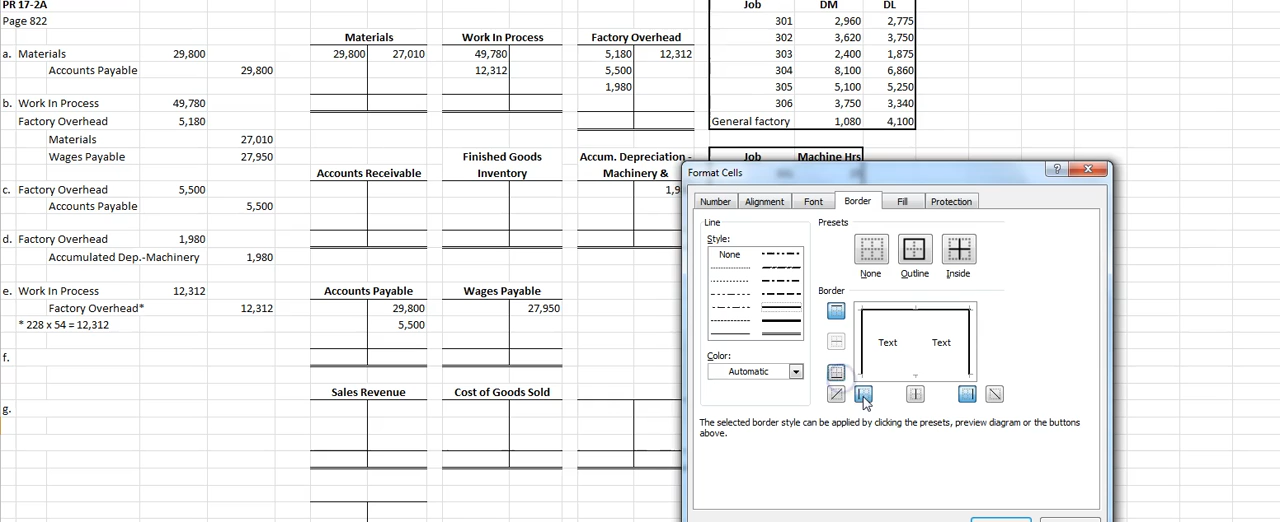 PR 17-2A
Page 822
a. Materials 29,800
Accounts Payable 29,800
b. Work In Process 49,780
Factory Overhead 5,180
Materials 27,010
Wages Payable 27,950
c. Factory Overhead 5,500
Accounts Payable 5,500
d. Factory Overhead 1,980
Accumulated Dep.-Machinery 1,980
e. Work In Process 12,312
Factory Overhead* 12,312
* 228 x 54 = 12,312
f.
g.
Materials
29,800 27,010
Work In Process
49,780
12,312
Factory Overhead
5,180 12,312
5,500
1,980
Accounts Receivable
Finished Goods
Inventory
Accum. Depreciation -
Machinery &
Accounts Payable
29,800
5,500
Wages Payable
27,950
Sales Revenue
Cost of Goods Sold
Job DM DL
301 2,960 2,775
302 3,620 3,750
303 2,400 1,875
304 8,100 6,860
305 5,100 5,250
306 3,750 3,340
General factory 1,080 4,100
Job Machine Hrs
Format Cells
Number Alignment Font Border Fill Protection
Line
Style:
None
Color:
Automatic
Presets
None Outline Inside
Border
Text Text
The selected border style can be applied by clicking the presets, preview diagram or the buttons
above.